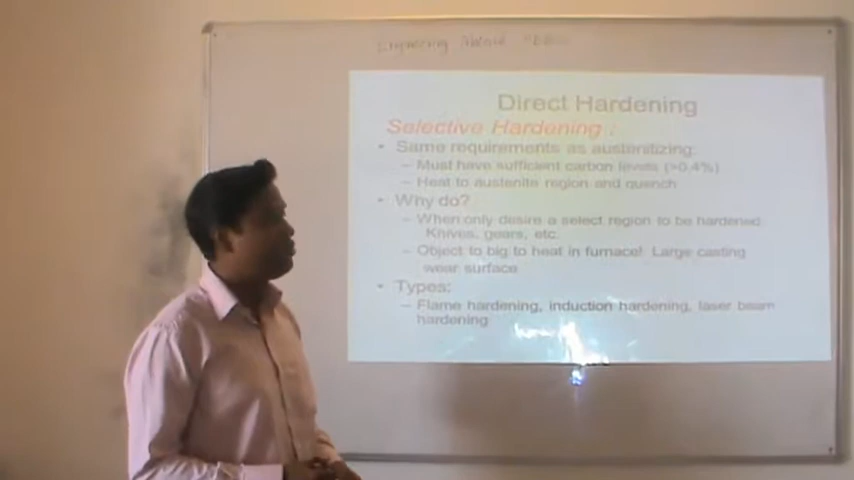 Engineering
Direct Hardening
Selective Hardening :
• Same requirements as austenitizing:
– Must have sufficient carbon levels (>0.4%)
– Heat to austenite region and quench
• Why do?
– When only desire a select region to be hardened:
Knives, gears, etc.
– Object to big to heat in furnace! Large casting
wear surface
• Types:
– Flame hardening, induction hardening, laser beam
hardening